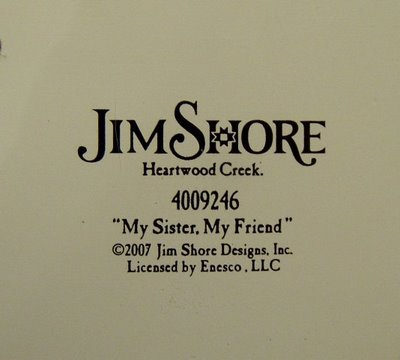 JIM SHORE
Heartwood Creek.
4009246
"My Sister, My Friend"
©2007 Jim Shore Designs, Inc.
Licensed by Enesco, LLC